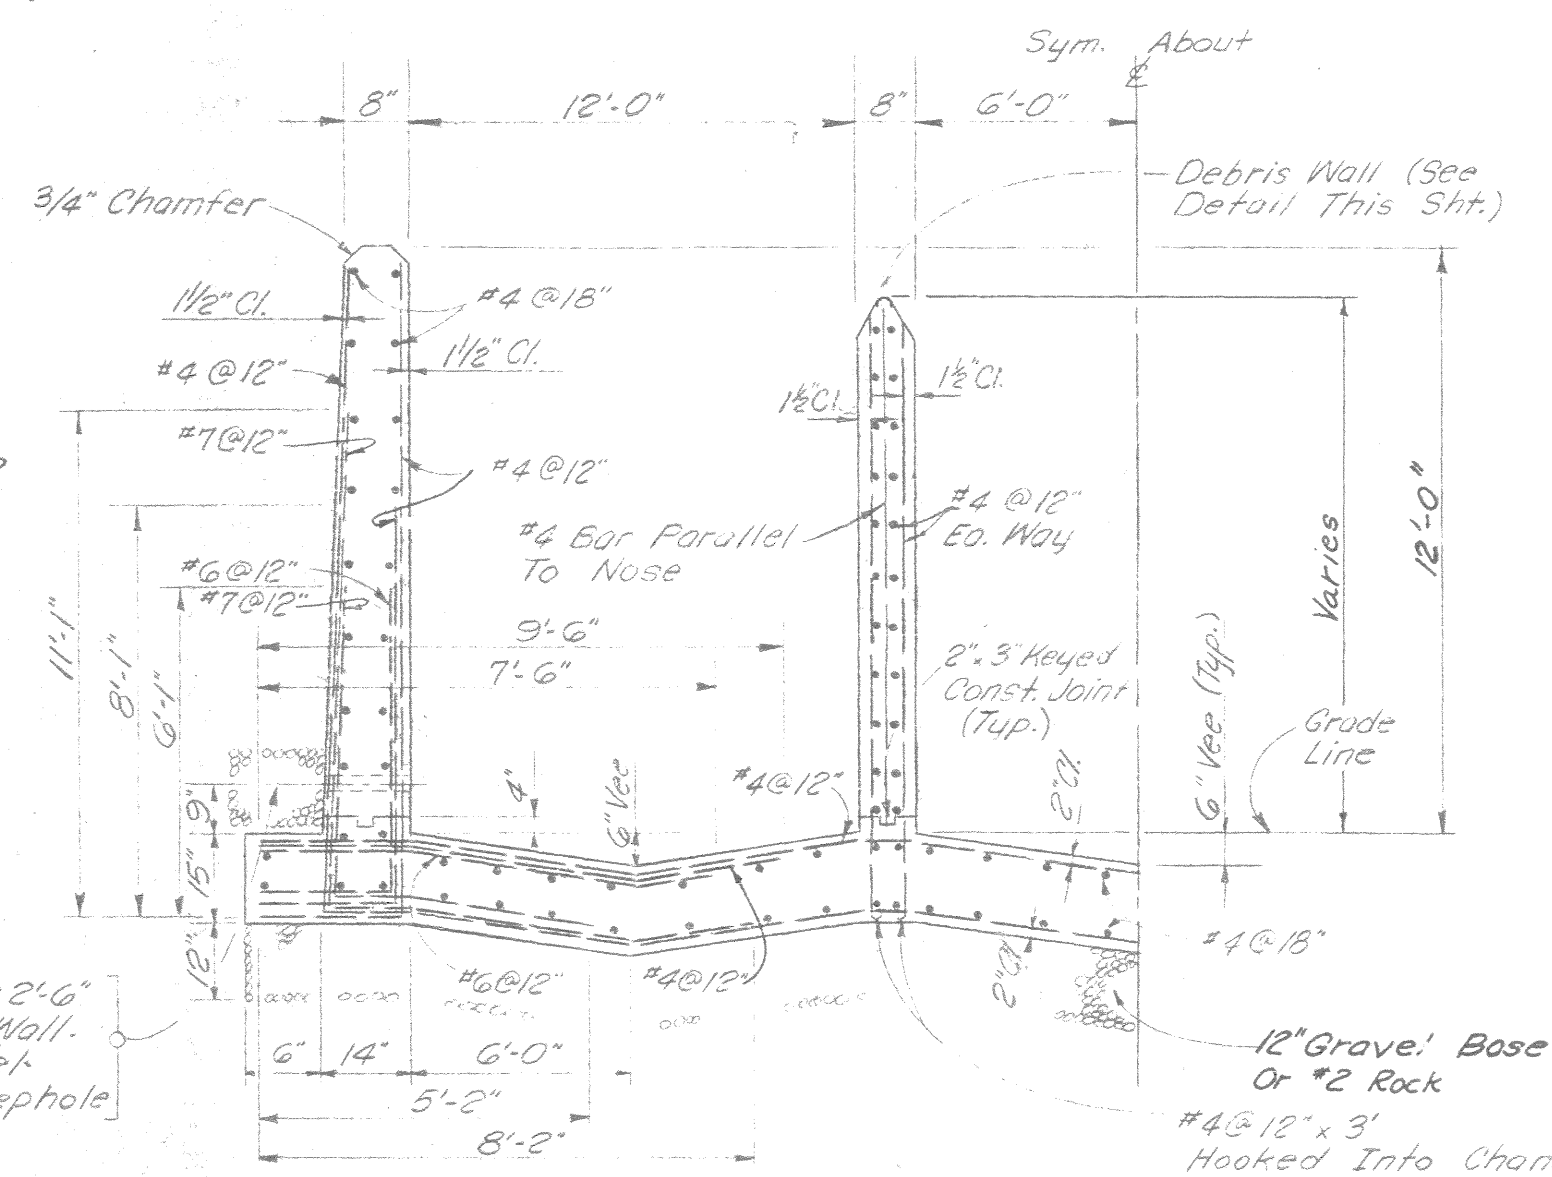 Sym. About
℄
8" 12'-0" 8" 6'-0"
3/4" Chamfer
Debris Wall (See
Detail This Sht.)
1½" Cl.
#4 @ 18"
#4 @ 12"
1½" Cl.
1½" Cl.
1½" Cl.
#7 @ 12"
#4 @ 12"
#4 Bar Parallel
To Nose
#4 @ 12"
Ea. Way
#6 @ 12"
#7 @ 12"
11'-1"
8'-1"
6'-1"
9'-6"
7'-6"
2" x 3" Keyed
Const. Joint
(Typ.)
Varies
12'-0"
6" Vee (Typ.)
Grade
Line
9"
15"
12"
4"
6" Vee
#4 @ 12"
2" Cl.
2" Cl.
#6 @ 12"
#4 @ 12"
#4 @ 18"
2'-6"
Wall.
6" 14" 6'-0"
5'-2"
8'-2"
12" Gravel Base
Or #2 Rock
#4 @ 12" x 3'
Hooked Into Chan